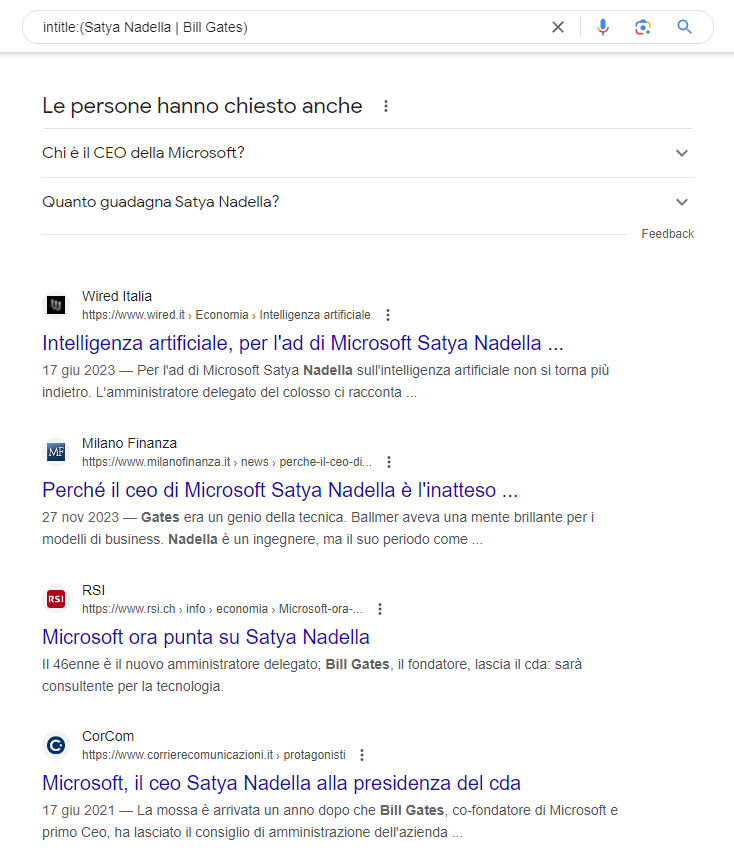 intitle:(Satya Nadella | Bill Gates)
Le persone hanno chiesto anche
Chi è il CEO della Microsoft?
Quanto guadagna Satya Nadella?
Feedback
Wired Italia
https://www.wired.it › Economia › Intelligenza artificiale
Intelligenza artificiale, per l'ad di Microsoft Satya Nadella ...
17 giu 2023 — Per l'ad di Microsoft Satya Nadella sull'intelligenza artificiale non si torna più
indietro. L'amministratore delegato del colosso ci racconta ...
MF
Milano Finanza
https://www.milanofinanza.it › news › perche-il-ceo-di...
Perché il ceo di Microsoft Satya Nadella è l'inatteso ...
27 nov 2023 — Gates era un genio della tecnica. Ballmer aveva una mente brillante per i
modelli di business. Nadella è un ingegnere, ma il suo periodo come ...
RSI
RSI
https://www.rsi.ch › info › economia › Microsoft-ora-...
Microsoft ora punta su Satya Nadella
Il 46enne è il nuovo amministratore delegato; Bill Gates, il fondatore, lascia il cda: sarà
consulente per la tecnologia.
CorCom
https://www.corrierecomunicazioni.it › protagonisti
Microsoft, il ceo Satya Nadella alla presidenza del cda
17 giu 2021 — La mossa è arrivata un anno dopo che Bill Gates, co-fondatore di Microsoft e
primo Ceo, ha lasciato il consiglio di amministrazione dell'azienda ...